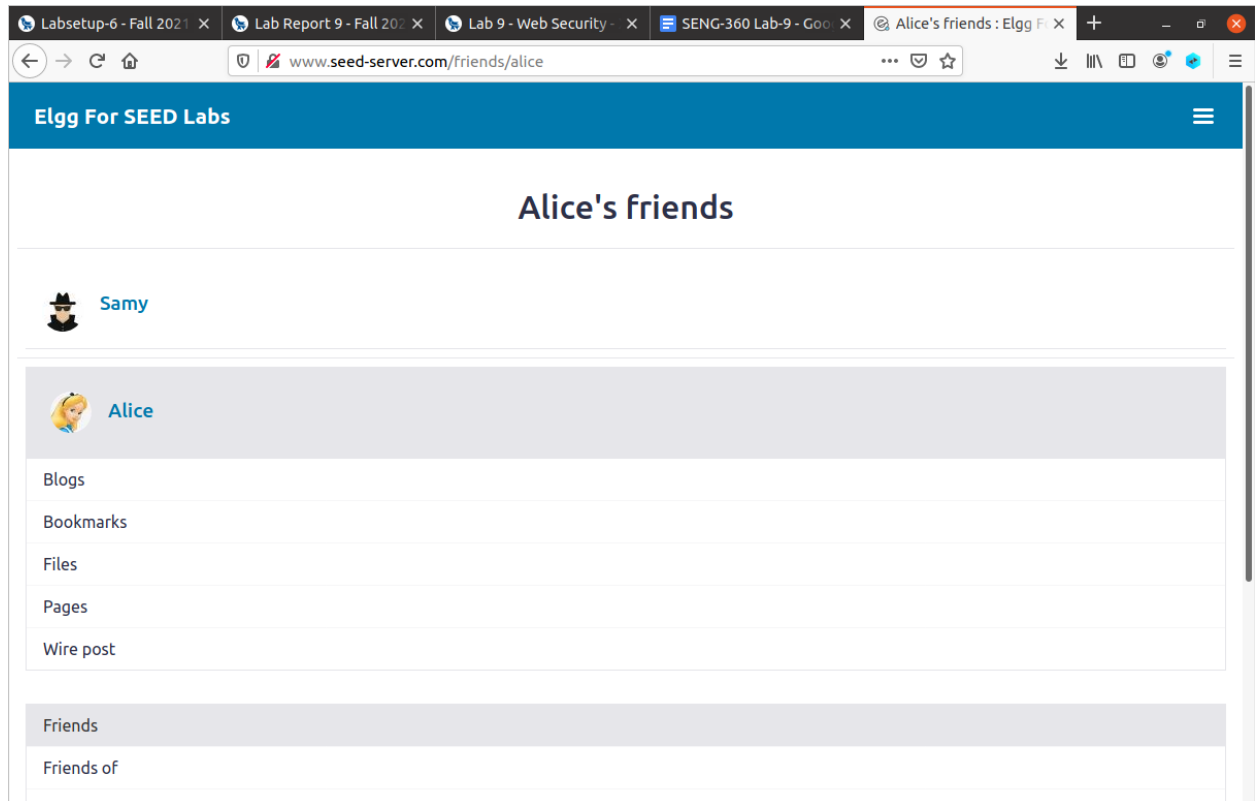 Labsetup-6 - Fall 2021
Lab Report 9 - Fall 202
Lab 9 - Web Security -
SENG-360 Lab-9 - Goo
Alice's friends : Elgg Fo
www.seed-server.com/friends/alice
Elgg For SEED Labs
Alice's friends
Samy
Alice
Blogs
Bookmarks
Files
Pages
Wire post
Friends
Friends of